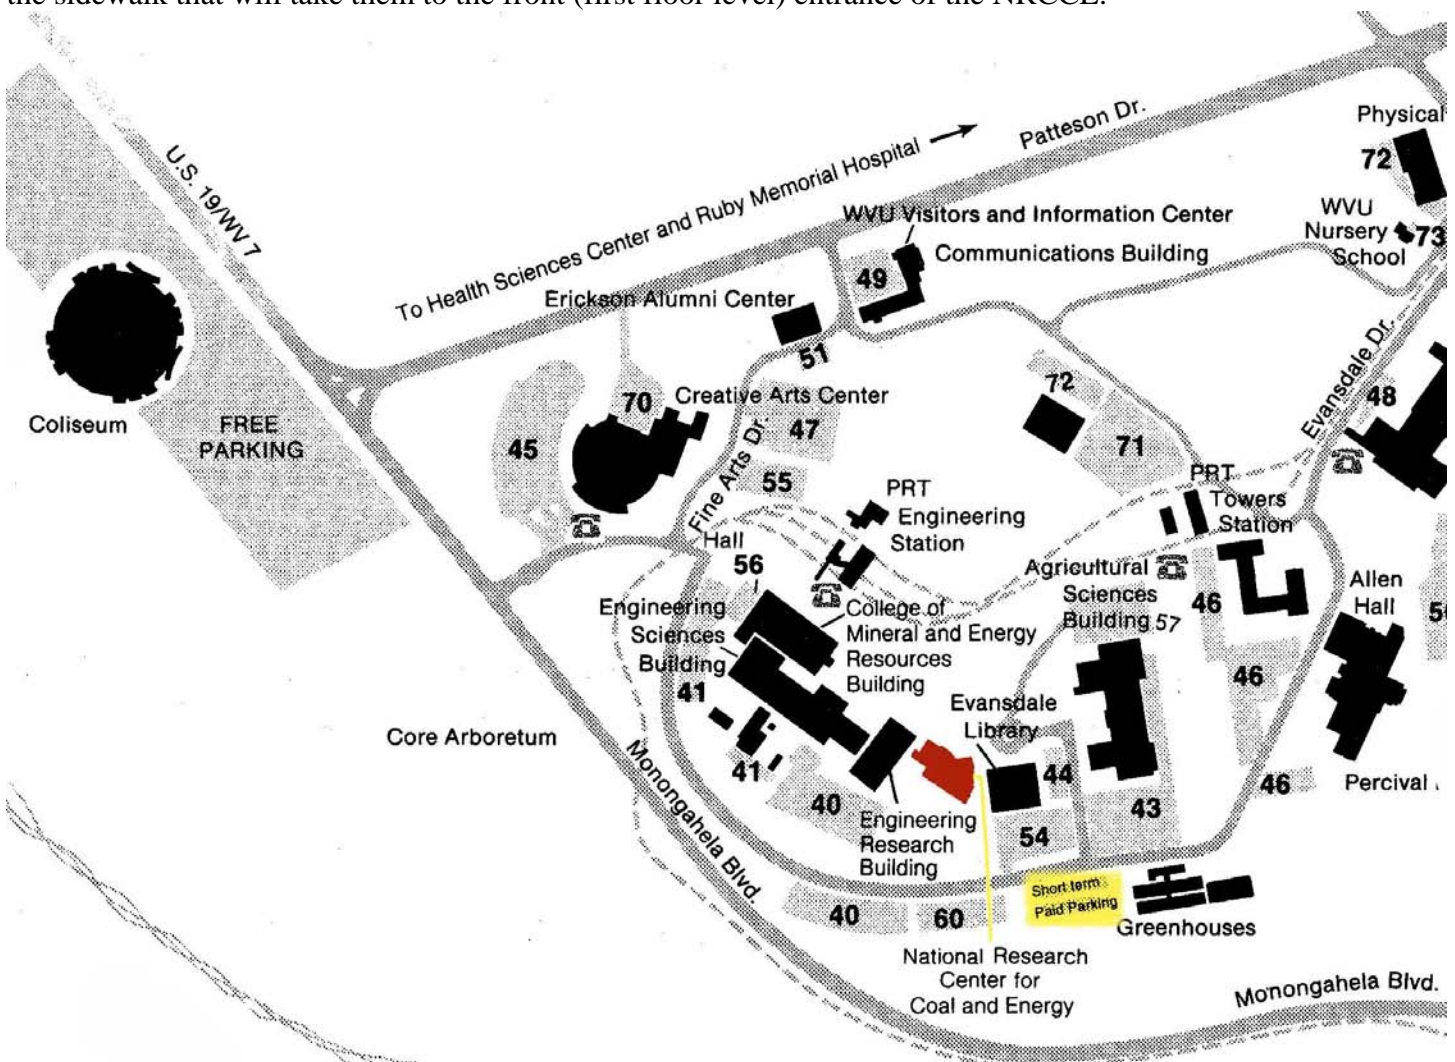 the sidewalk that will take them to the front (first floor level) entrance of the NRCCE.
U.S. 19/WV 7
To Health Sciences Center and Ruby Memorial Hospital
Patteson Dr.
Physical
72
WVU
Nursery
School
73
WVU Visitors and Information Center
Communications Building
49
Erickson Alumni Center
51
Evansdale Dr.
48
Coliseum
FREE
PARKING
45
70
Creative Arts Center
47
Fine Arts Dr.
55
72
71
PRT
Engineering
Station
PRT
Towers
Station
Hall
56
Engineering
Sciences
Building
41
College of
Mineral and Energy
Resources
Building
Agricultural
Sciences
Building 57
46
Allen
Hall
46
Core Arboretum
Evansdale
Library
44
41
40
Engineering
Research
Building
54
43
46
Percival
Monongahela Blvd.
Short term
Paid Parking
40
60
Greenhouses
National Research
Center for
Coal and Energy
Monongahela Blvd.